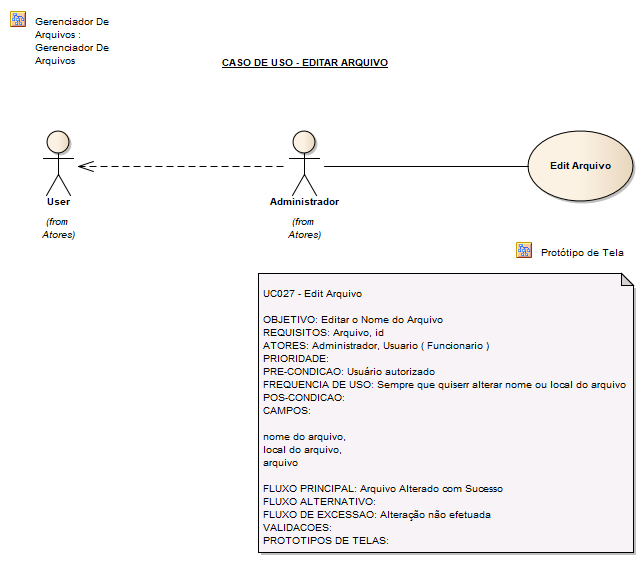 Gerenciador De
Arquivos :
Gerenciador De
Arquivos
CASO DE USO - EDITAR ARQUIVO
User
(from
Atores)
Administrador
(from
Atores)
Edit Arquivo
Protótipo de Tela
UC027 - Edit Arquivo
OBJETIVO: Editar o Nome do Arquivo
REQUISITOS: Arquivo, id
ATORES: Administrador, Usuario ( Funcionario )
PRIORIDADE:
PRE-CONDICAO: Usuário autorizado
FREQUENCIA DE USO: Sempre que quiserr alterar nome ou local do arquivo
POS-CONDICAO:
CAMPOS:
nome do arquivo,
local do arquivo,
arquivo
FLUXO PRINCIPAL: Arquivo Alterado com Sucesso
FLUXO ALTERNATIVO:
FLUXO DE EXCESSAO: Alteração não efetuada
VALIDACOES:
PROTOTIPOS DE TELAS: